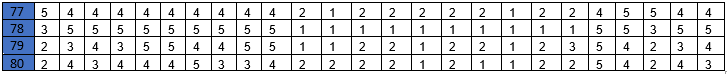 77 5 4 4 4 4 4 4 4 4 4 2 1 2 2 2 2 2 1 2 2 4 5 5 4 4
78 3 5 5 5 5 5 5 5 5 5 1 1 1 1 1 1 1 1 1 1 5 5 3 5 5
79 2 3 4 3 5 5 4 4 5 5 1 1 2 2 1 2 2 1 2 3 5 4 2 3 4
80 2 4 3 4 4 4 5 3 3 4 2 2 2 2 1 2 1 1 2 2 5 4 2 4 3